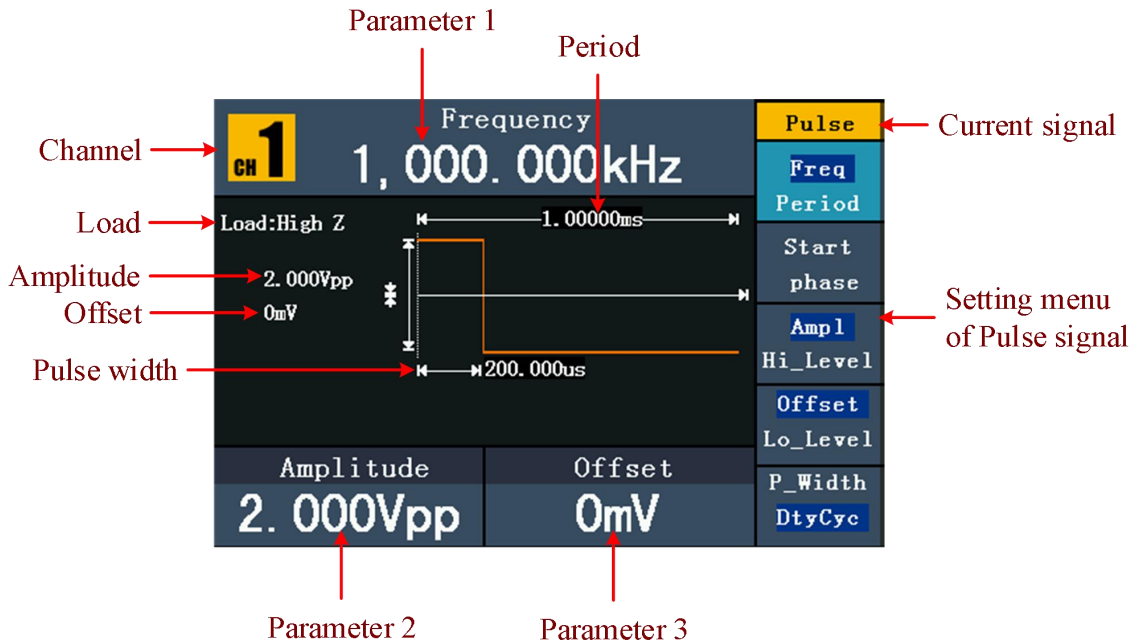 Parameter 1
Period
Channel
CH 1
Frequency
1,000.000kHz
Pulse
Current signal
Freq
Period
Load
Load:High Z
1.00000ms
Start
phase
Amplitude
2.000Vpp
Offset
0mV
Ampl
Hi_Level
Setting menu
of Pulse signal
Pulse width
200.000us
Offset
Lo_Level
Amplitude
2.000Vpp
Offset
0mV
P_Width
DtyCyc
Parameter 2
Parameter 3